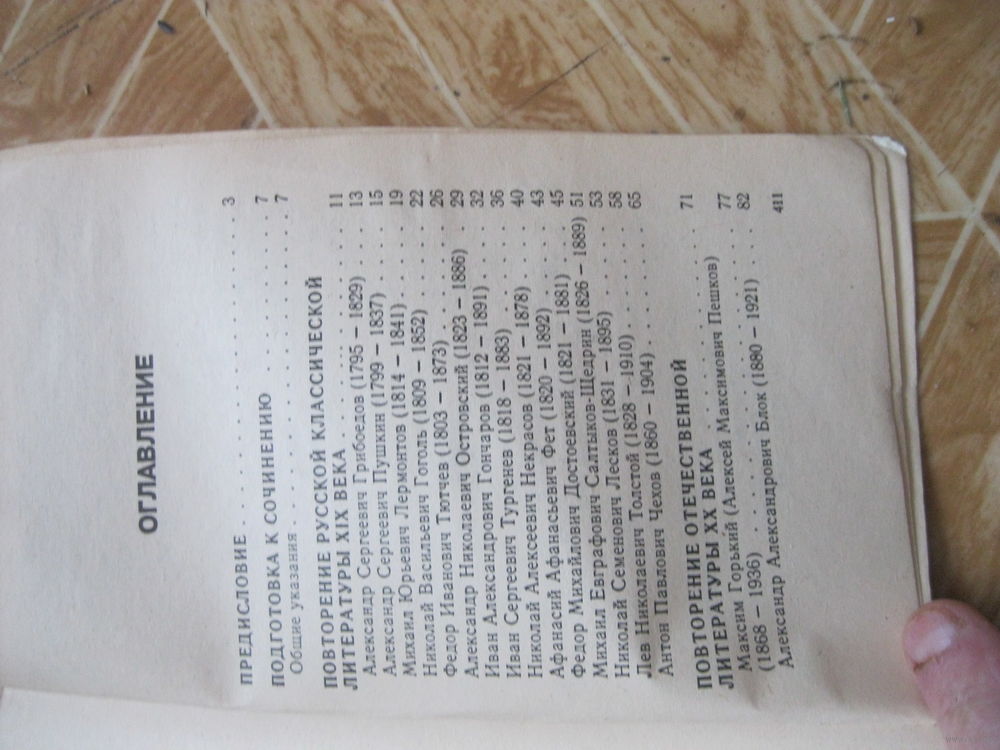 ОГЛАВЛЕНИЕ
ПРЕДИСЛОВИЕ . . . . . . . . . . . . . . . . . . 3
ПОДГОТОВКА К СОЧИНЕНИЮ . . . . . . . . . . 7
Общие указания . . . . . . . . . . . . . . . . . 7
ПОВТОРЕНИЕ РУССКОЙ КЛАССИЧЕСКОЙ
ЛИТЕРАТУРЫ XIX ВЕКА . . . . . . . . . . . . 11
Александр Сергеевич Грибоедов (1795 – 1829) . . . 13
Александр Сергеевич Пушкин (1799 – 1837) . . . . 15
Михаил Юрьевич Лермонтов (1814 – 1841) . . . . 19
Николай Васильевич Гоголь (1809 – 1852) . . . . 22
Федор Иванович Тютчев (1803 – 1873) . . . . . . 26
Александр Николаевич Островский (1823 – 1886) . 29
Иван Александрович Гончаров (1812 – 1891) . . . . 32
Иван Сергеевич Тургенев (1818 – 1883) . . . . . . 36
Николай Алексеевич Некрасов (1821 – 1878) . . . . 40
Афанасий Афанасьевич Фет (1820 – 1892) . . . . . 43
Федор Михайлович Достоевский (1821 – 1881) . . . 45
Михаил Евграфович Салтыков-Щедрин (1826 – 1889) 51
Николай Семенович Лесков (1831 – 1895) . . . . . 53
Лев Николаевич Толстой (1828 – 1910) . . . . . . 58
Антон Павлович Чехов (1860 – 1904) . . . . . . . 65
ПОВТОРЕНИЕ ОТЕЧЕСТВЕННОЙ
ЛИТЕРАТУРЫ XX ВЕКА . . . . . . . . . . . . 71
Максим Горький (Алексей Максимович Пешков)
(1868 – 1936) . . . . . . . . . . . . . . . . . . 77
Александр Александрович Блок (1880 – 1921) . . . 82
411